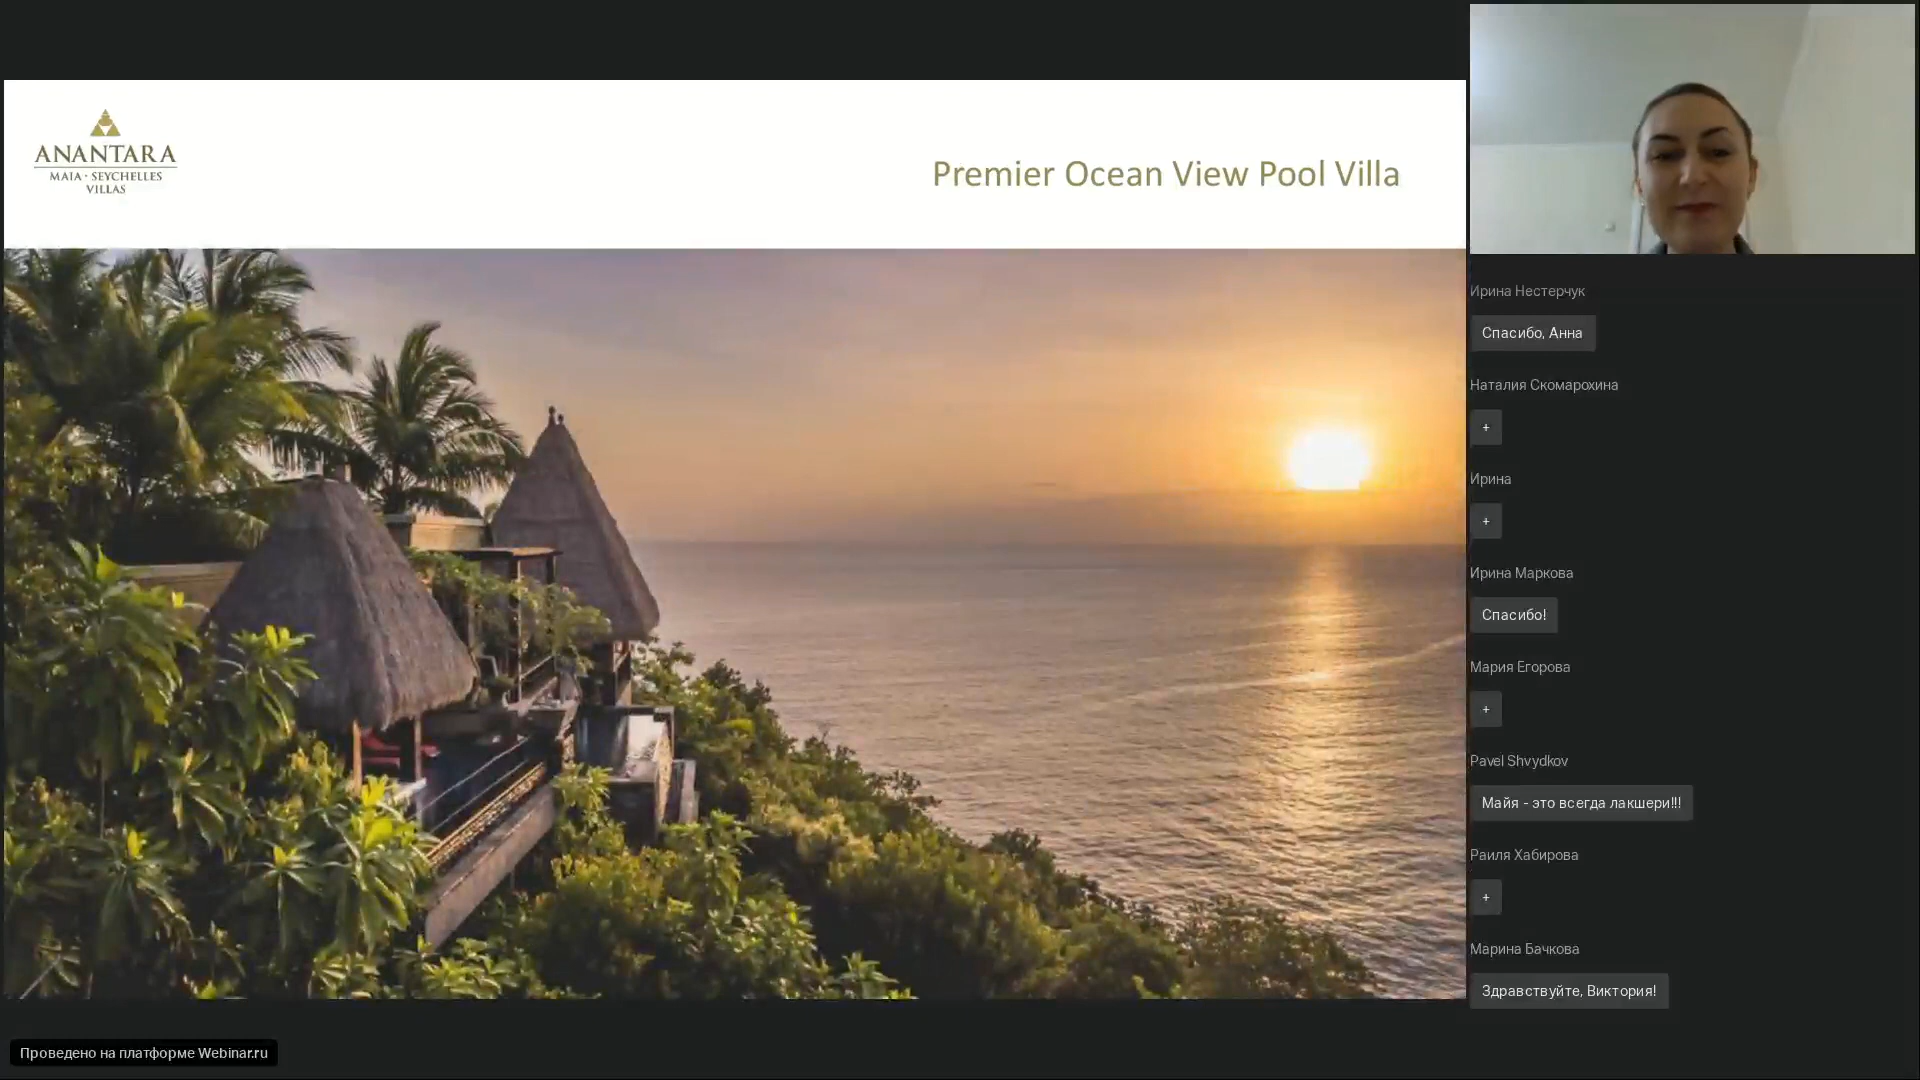 ANANTARA
MAIA · SEYCHELLES
VILLAS
Premier Ocean View Pool Villa
Ирина Нестерчук
Спасибо, Анна
Наталия Скомарохина
+
Ирина
+
Ирина Маркова
Спасибо!
Мария Егорова
+
Pavel Shvydkov
Майя - это всегда лакшери!!!
Раиля Хабирова
+
Марина Бачкова
Здравствуйте, Виктория!
Проведено на платформе Webinar.ru